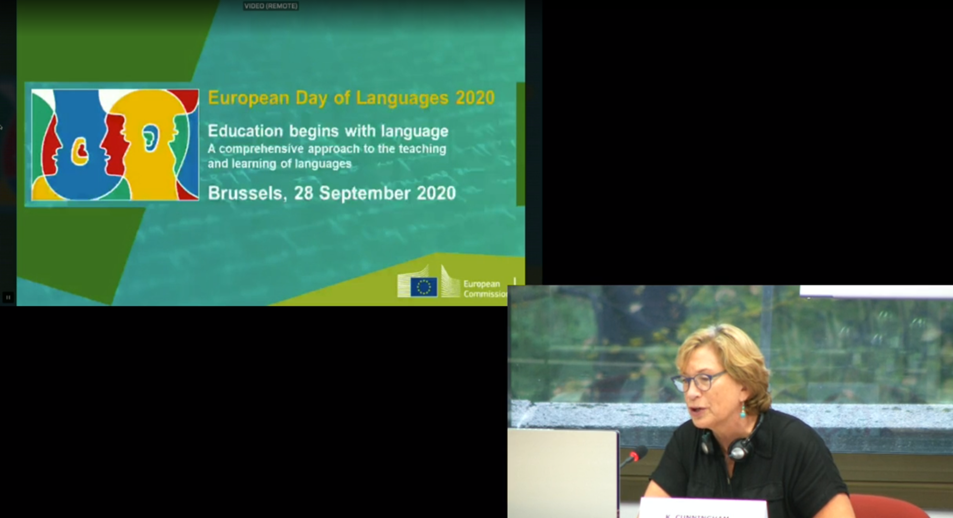 VIDEO (REMOTE)
European Day of Languages 2020
Education begins with language
A comprehensive approach to the teaching
and learning of languages
Brussels, 28 September 2020
European
Commission
K. CUNNINGHAM